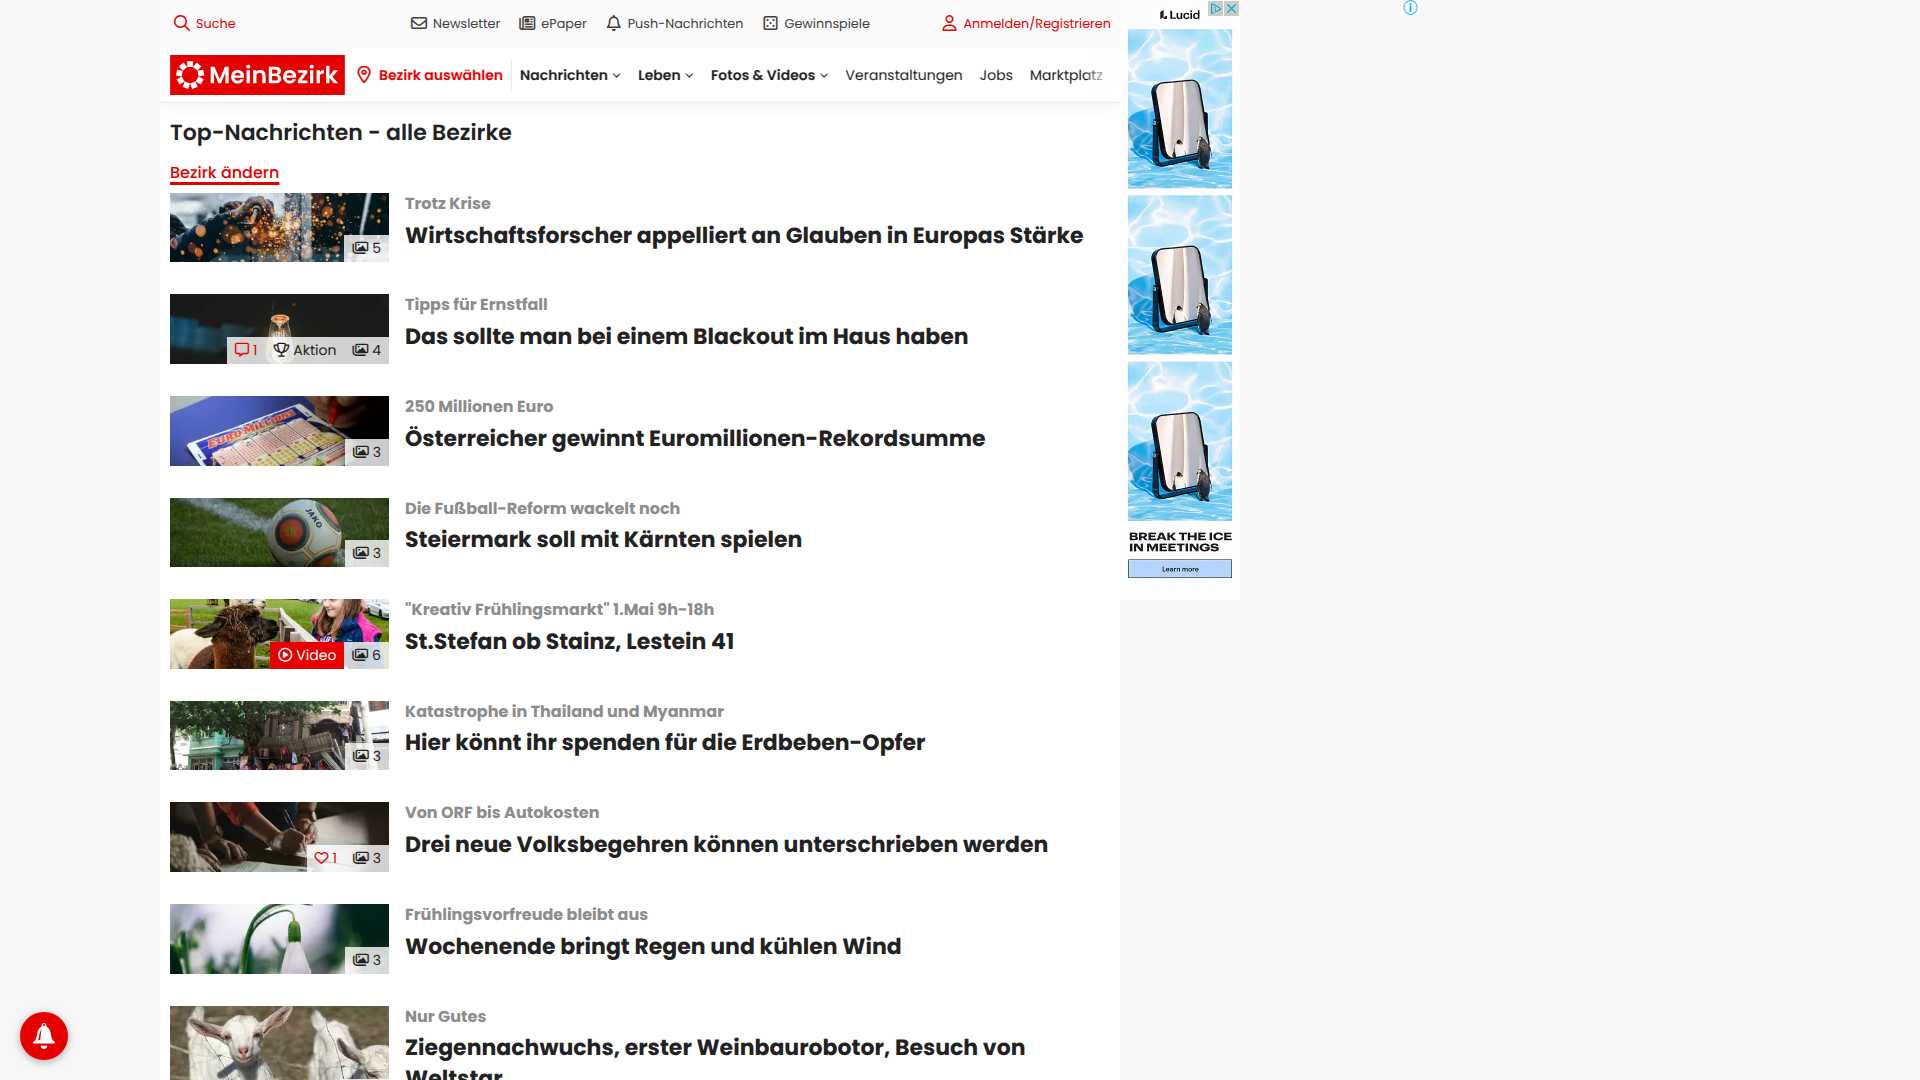 Suche
Newsletter
ePaper
Push-Nachrichten
Gewinnspiele
Anmelden/Registrieren
MeinBezirk
Bezirk auswählen
Nachrichten
Leben
Fotos & Videos
Veranstaltungen
Jobs
Marktplatz
Top-Nachrichten - alle Bezirke
Bezirk ändern
5
Trotz Krise
Wirtschaftsforscher appelliert an Glauben in Europas Stärke
1 Aktion 4
Tipps für Ernstfall
Das sollte man bei einem Blackout im Haus haben
EURO MILLIONEN
3
250 Millionen Euro
Österreicher gewinnt Euromillionen-Rekordsumme
JAKO
3
Die Fußball-Reform wackelt noch
Steiermark soll mit Kärnten spielen
Video 6
"Kreativ Frühlingsmarkt" 1.Mai 9h-18h
St.Stefan ob Stainz, Lestein 41
3
Katastrophe in Thailand und Myanmar
Hier könnt ihr spenden für die Erdbeben-Opfer
1 3
Von ORF bis Autokosten
Drei neue Volksbegehren können unterschrieben werden
3
Frühlingsvorfreude bleibt aus
Wochenende bringt Regen und kühlen Wind
Nur Gutes
Ziegennachwuchs, erster Weinbaurobotor, Besuch von
Weltstar
Lucid
BREAK THE ICE
IN MEETINGS
Learn more